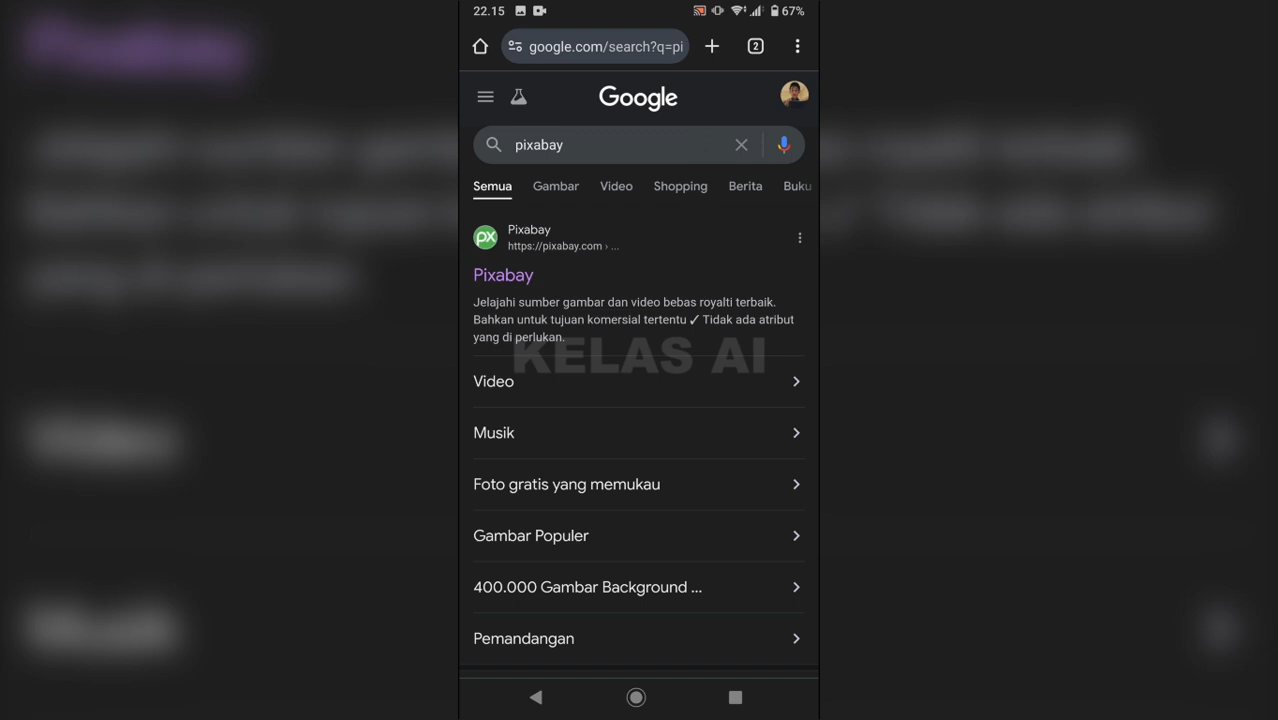 22.15 67%
google.com/search?q=pi 2
Google
pixabay
Semua Gambar Video Shopping Berita Buku
px Pixabay
https://pixabay.com › ...
Pixabay
Jelajahi sumber gambar dan video bebas royalti terbaik.
Bahkan untuk tujuan komersial tertentu ✓ Tidak ada atribut
yang di perlukan.
KELAS AI
Video
Musik
Foto gratis yang memukau
Gambar Populer
400.000 Gambar Background ...
Pemandangan